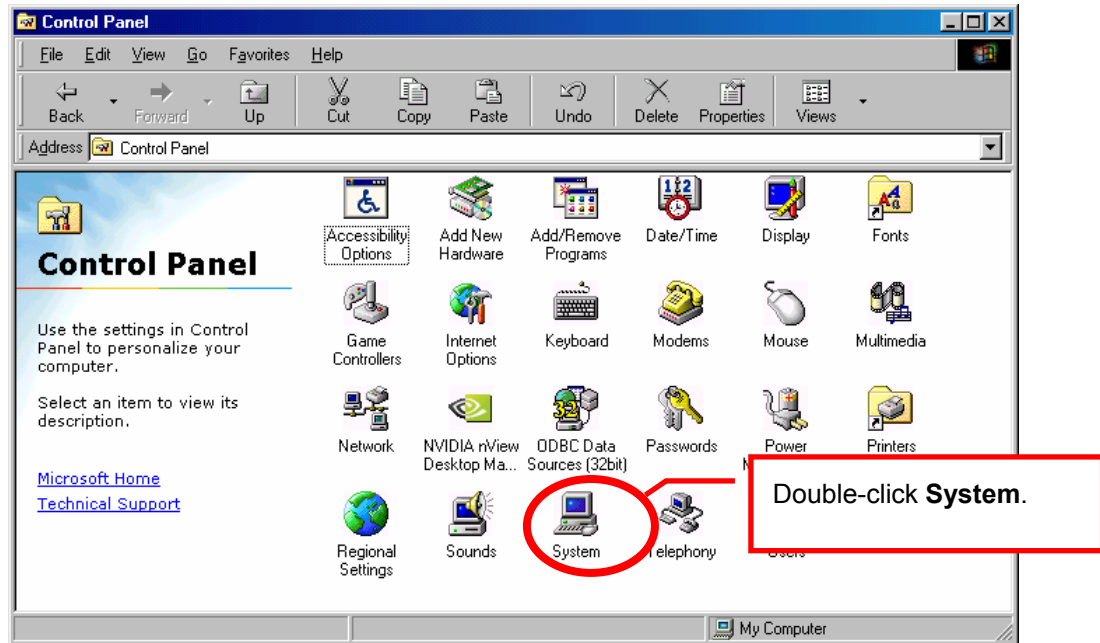 Control Panel
File Edit View Go Favorites Help
Back Forward Up Cut Copy Paste Undo Delete Properties Views
Address Control Panel
Control Panel
Use the settings in Control
Panel to personalize your
computer.
Select an item to view its
description.
Microsoft Home
Technical Support
Accessibility
Options
Add New
Hardware
Add/Remove
Programs
Date/Time
Display
Fonts
Game
Controllers
Internet
Options
Keyboard
Modems
Mouse
Multimedia
Network
NVIDIA nView
Desktop Ma...
ODBC Data
Sources (32bit)
Passwords
Power
Printers
Regional
Settings
Sounds
System
Telephony
Users
Double-click System.
My Computer